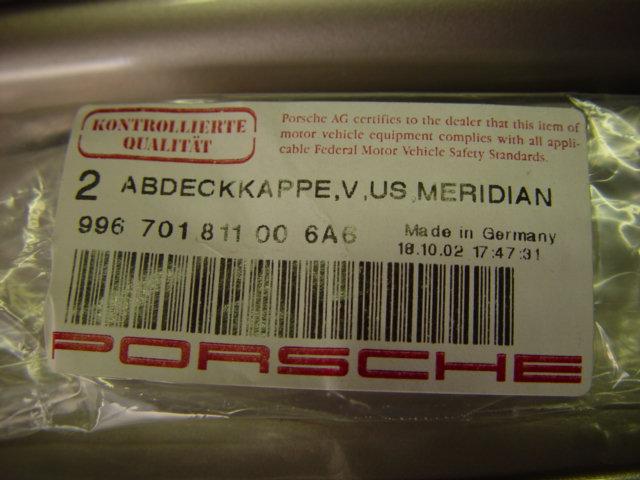 KONTROLLIERTE
QUALITÄT
Porsche AG certifies to the dealer that this item of
motor vehicle equipment complies with all appli-
cable Federal Motor Vehicle Safety Standards.
2 ABDECKKAPPE,V,US,MERIDIAN
996 701 811 00 6A6
Made in Germany
18.10.02 17:47:31
PORSCHE